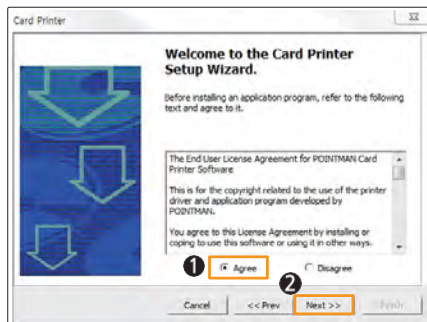 Card Printer
Welcome to the Card Printer
Setup Wizard.
Before installing an application program, refer to the following
text and agree to it.
The End User License Agreement for POINTMAN Card
Printer Software
This is for the copyright related to the use of the printer
driver and application program developed by
POINTMAN.
You agree to this License Agreement by installing or
coping to use this software or using it in other ways.
1 Agree Disagree
2
Cancel << Prev Next >> Finish